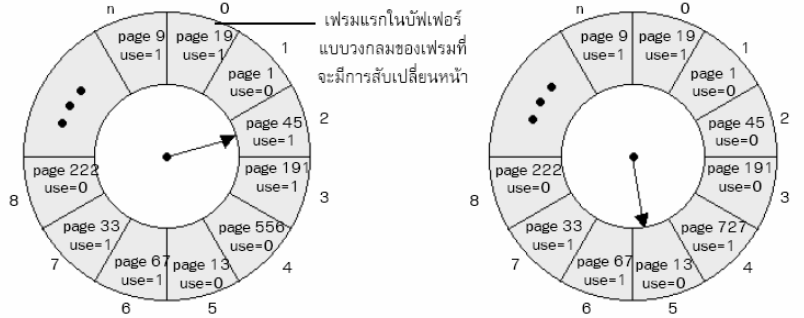 n
0
page 9
use=1
page 19
use=1
1
page 1
use=0
2
page 45
use=1
3
page 191
use=1
4
page 556
use=0
5
page 13
use=0
6
page 67
use=1
7
page 33
use=1
8
page 222
use=0
เฟรมแรกในบัฟเฟอร์
แบบวงกลมของเฟรมที่
จะมีการสับเปลี่ยนหน้า
n
0
page 9
use=1
page 19
use=1
1
page 1
use=0
2
page 45
use=0
3
page 191
use=0
4
page 727
use=1
5
page 13
use=0
6
page 67
use=1
7
page 33
use=1
8
page 222
use=0